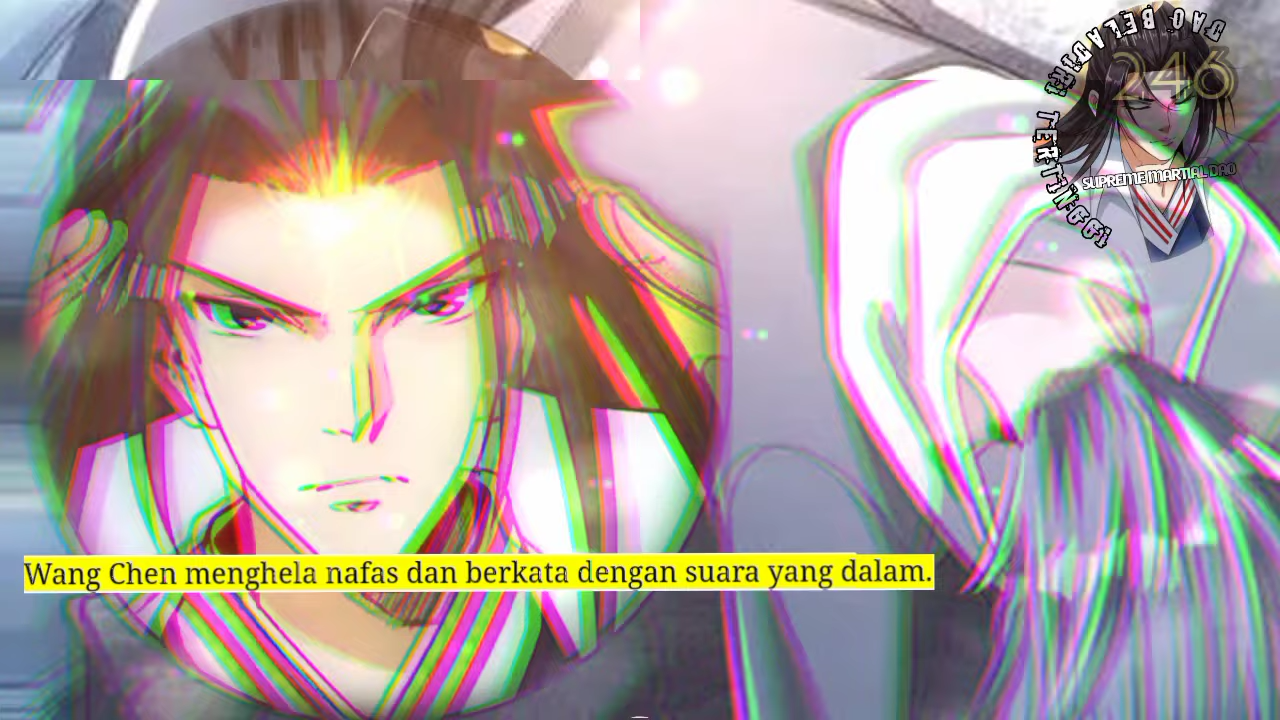 DAO BELADIRI TERTINGGI
246
SUPREME MARTIAL DAO
Wang Chen menghela nafas dan berkata dengan suara yang dalam.